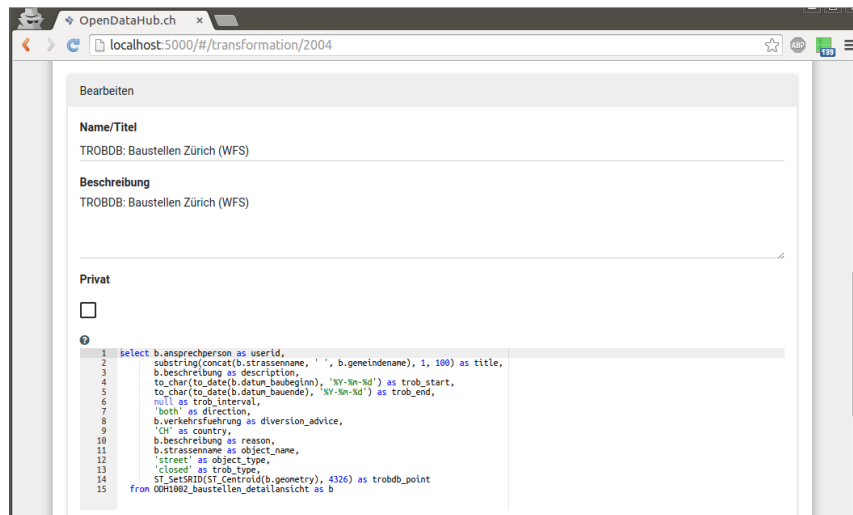 OpenDataHub.ch ×
localhost:5000/#/transformation/2004
ABP
139
Bearbeiten
Name/Titel
TROBDB: Baustellen Zürich (WFS)
Beschreibung
TROBDB: Baustellen Zürich (WFS)
Privat
?
1 select b.ansprechperson as userid,
2 substring(concat(b.strassenname, ' ', b.gemeindename), 1, 100) as title,
3 b.beschreibung as description,
4 to_char(to_date(b.datum_baubeginn), '%Y-%m-%d') as trob_start,
5 to_char(to_date(b.datum_bauende), '%Y-%m-%d') as trob_end,
6 null as trob_interval,
7 'both' as direction,
8 b.verkehrsfuehrung as diversion_advice,
9 'CH' as country,
10 b.beschreibung as reason,
11 b.strassenname as object_name,
12 'street' as object_type,
13 'closed' as trob_type,
14 ST_SetSRID(ST_Centroid(b.geometry), 4326) as trobdb_point
15 from ODH1002_baustellen_detailansicht as b